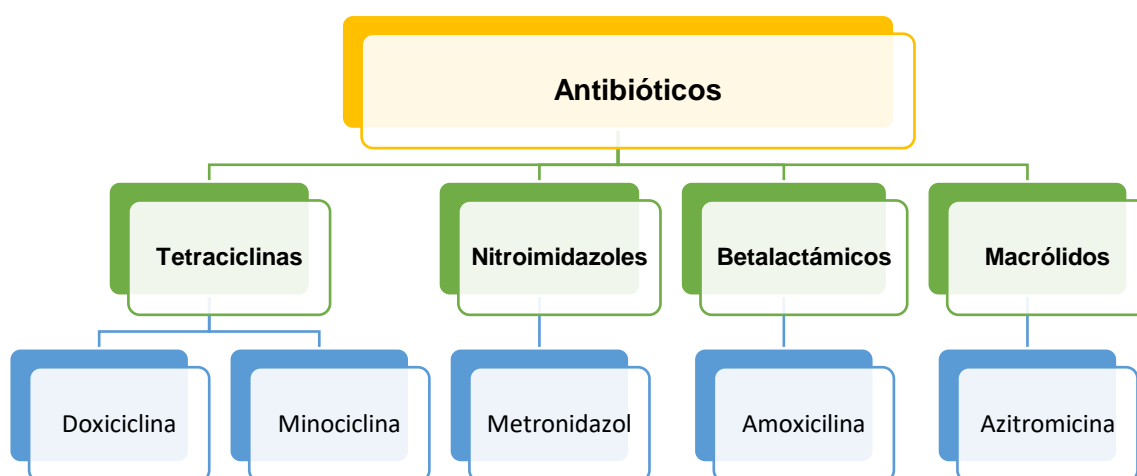 Antibióticos
Tetraciclinas
Nitroimidazoles
Betalactámicos
Macrólidos
Doxiciclina
Minociclina
Metronidazol
Amoxicilina
Azitromicina